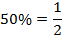 50% = 1/2